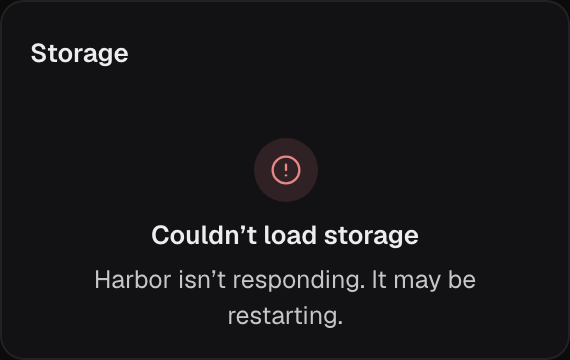 Storage
Couldn’t load storage
Harbor isn’t responding. It may be
restarting.